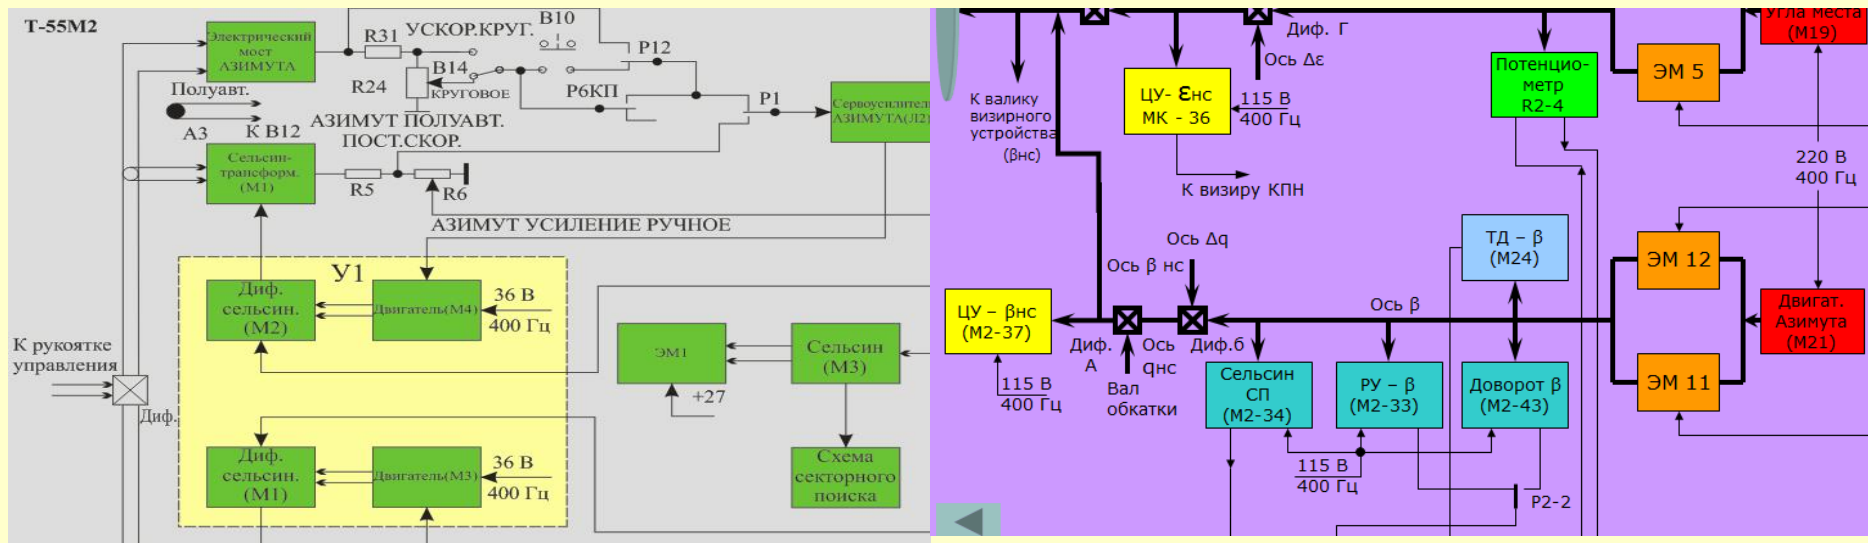 Т-55М2
Электрический
мост
АЗИМУТА
R31
УСКОР.КРУГ.
В10
Р12
R24
В14
КРУГОВОЕ
Р6КП
Р1
Сервоусилитель
АЗИМУТА(Л2)
Полуавт.
А3
К В12
АЗИМУТ ПОЛУАВТ.
ПОСТ.СКОР.
Сельсин-
трансформ.
(М1)
R5
R6
АЗИМУТ УСИЛЕНИЕ РУЧНОЕ
У1
Диф.
сельсин.
(М2)
Двигатель(М4)
36 В
400 Гц
К рукоятке
управления
Диф.
ЭМ1
+27
Сельсин
(М3)
Диф.
сельсин.
(М1)
Двигатель(М3)
36 В
400 Гц
Схема
секторного
поиска
Угла места
(М19)
Диф. Г
Ось Δε
К валику
визирного
устройства
(βнс)
ЦУ- εнс
МК - 36
115 В
400 Гц
К визиру КПН
Потенцио-
метр
R2-4
ЭМ 5
220 В
400 Гц
Ось Δq
Ось β нс
ТД – β
(М24)
ЭМ 12
ЦУ – βнс
(М2-37)
Диф.
А
Ось
qнс
Диф.б
Ось β
Двигат.
Азимута
(М21)
115 В
400 Гц
Вал
обкатки
Сельсин
СП
(М2-34)
РУ – β
(М2-33)
Доворот β
(М2-43)
ЭМ 11
115 В
400 Гц
Р2-2